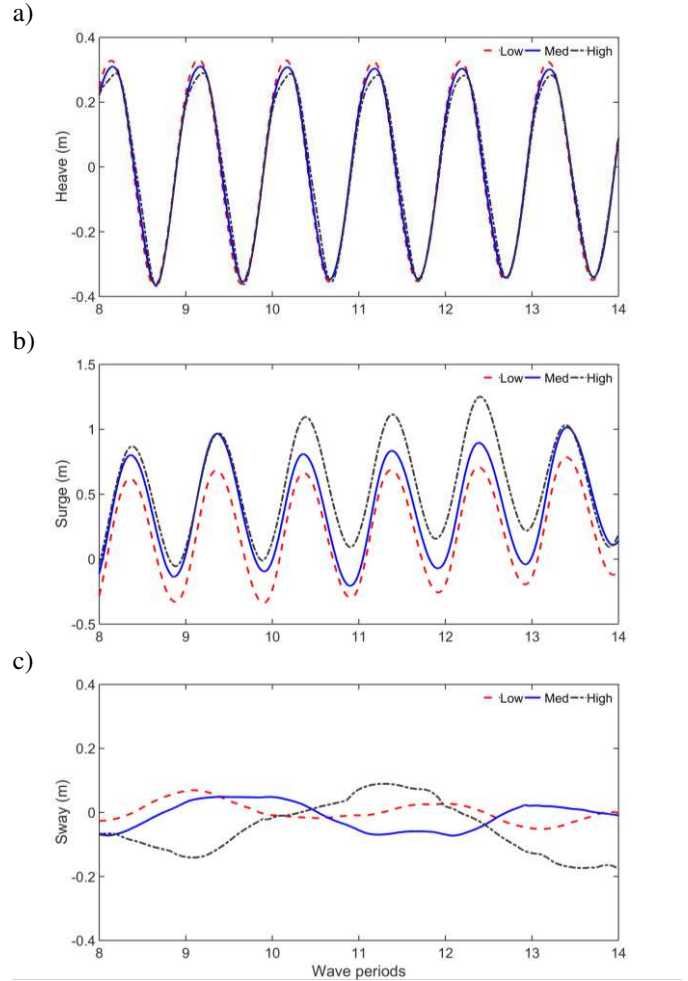 a)
0.4
Low Med High
0.2
Heave (m)
0
-0.2
-0.4
8 9 10 11 12 13 14
b)
1.5
Low Med High
1
Surge (m)
0.5
0
-0.5
8 9 10 11 12 13 14
c)
0.4
Low Med High
0.2
Sway (m)
0
-0.2
-0.4
8 9 10 11 12 13 14
Wave periods